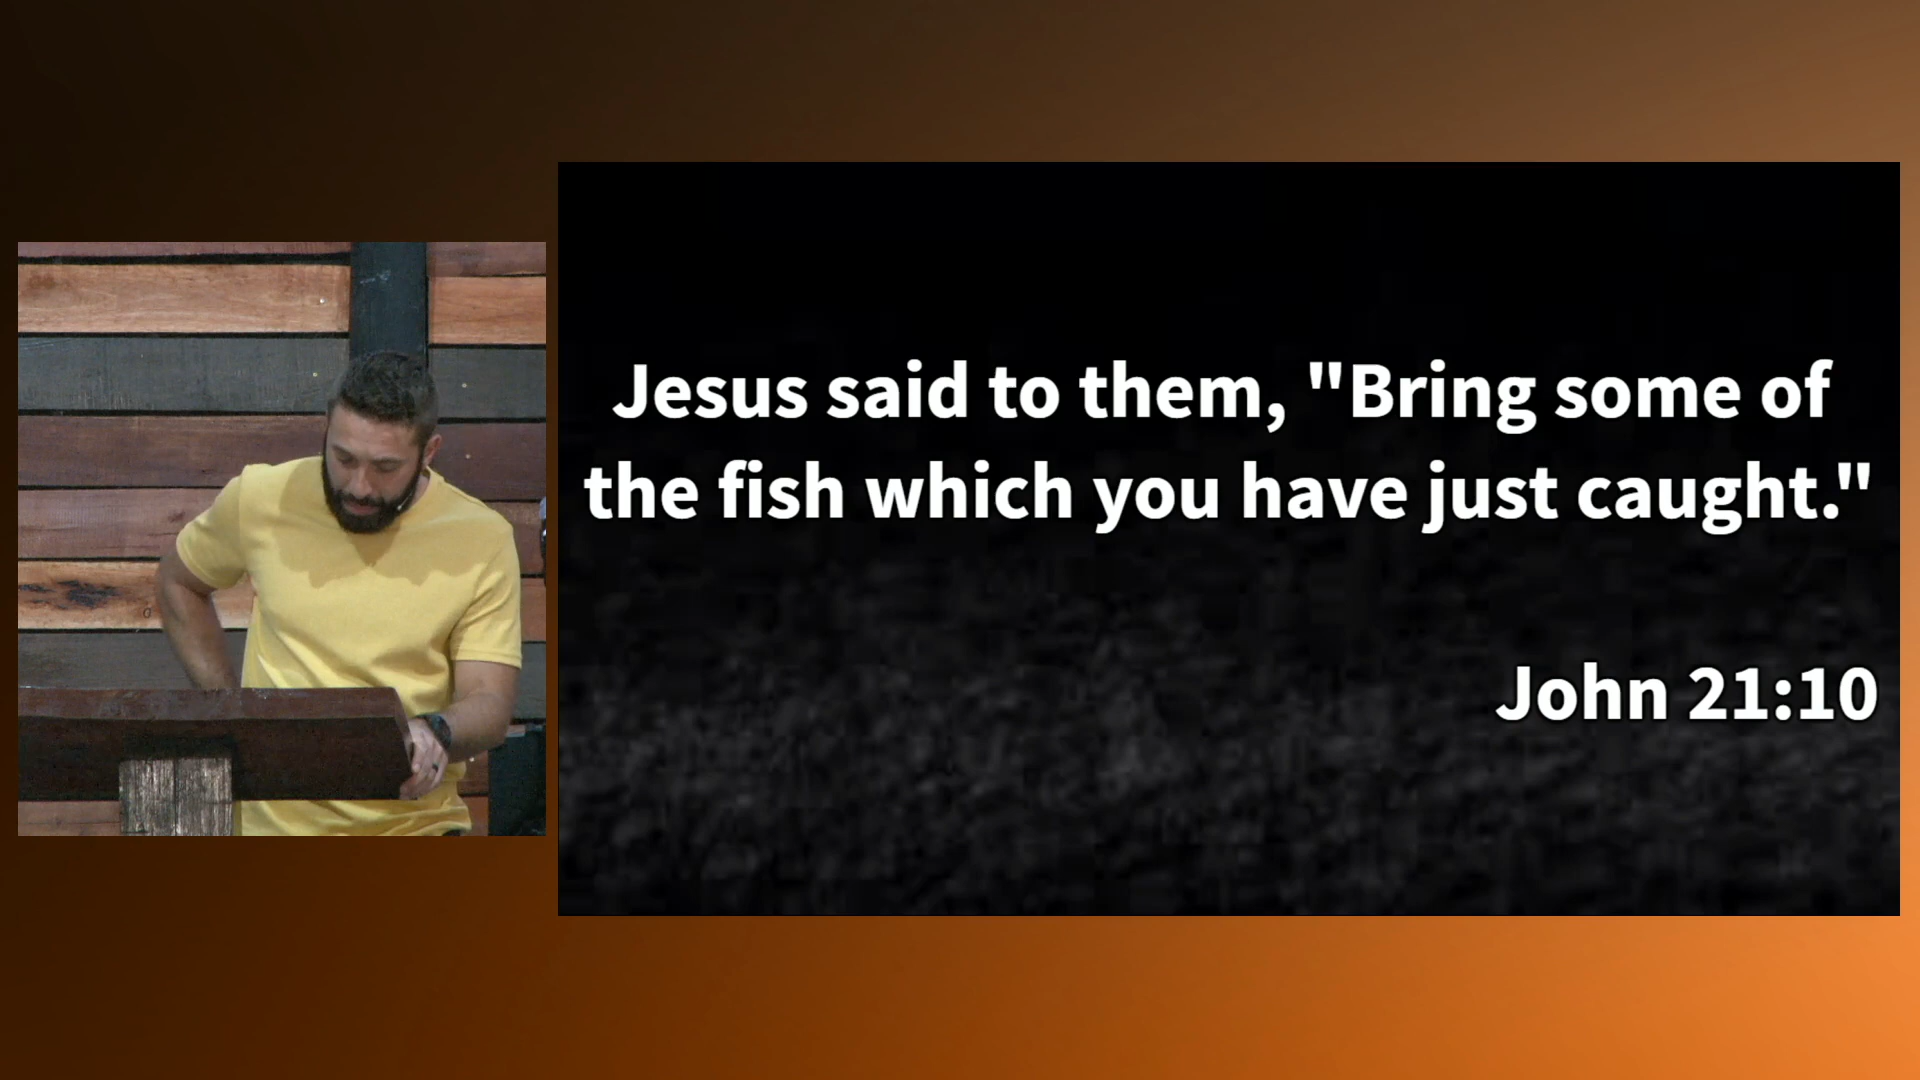 Jesus said to them, "Bring some of
the fish which you have just caught."
John 21:10